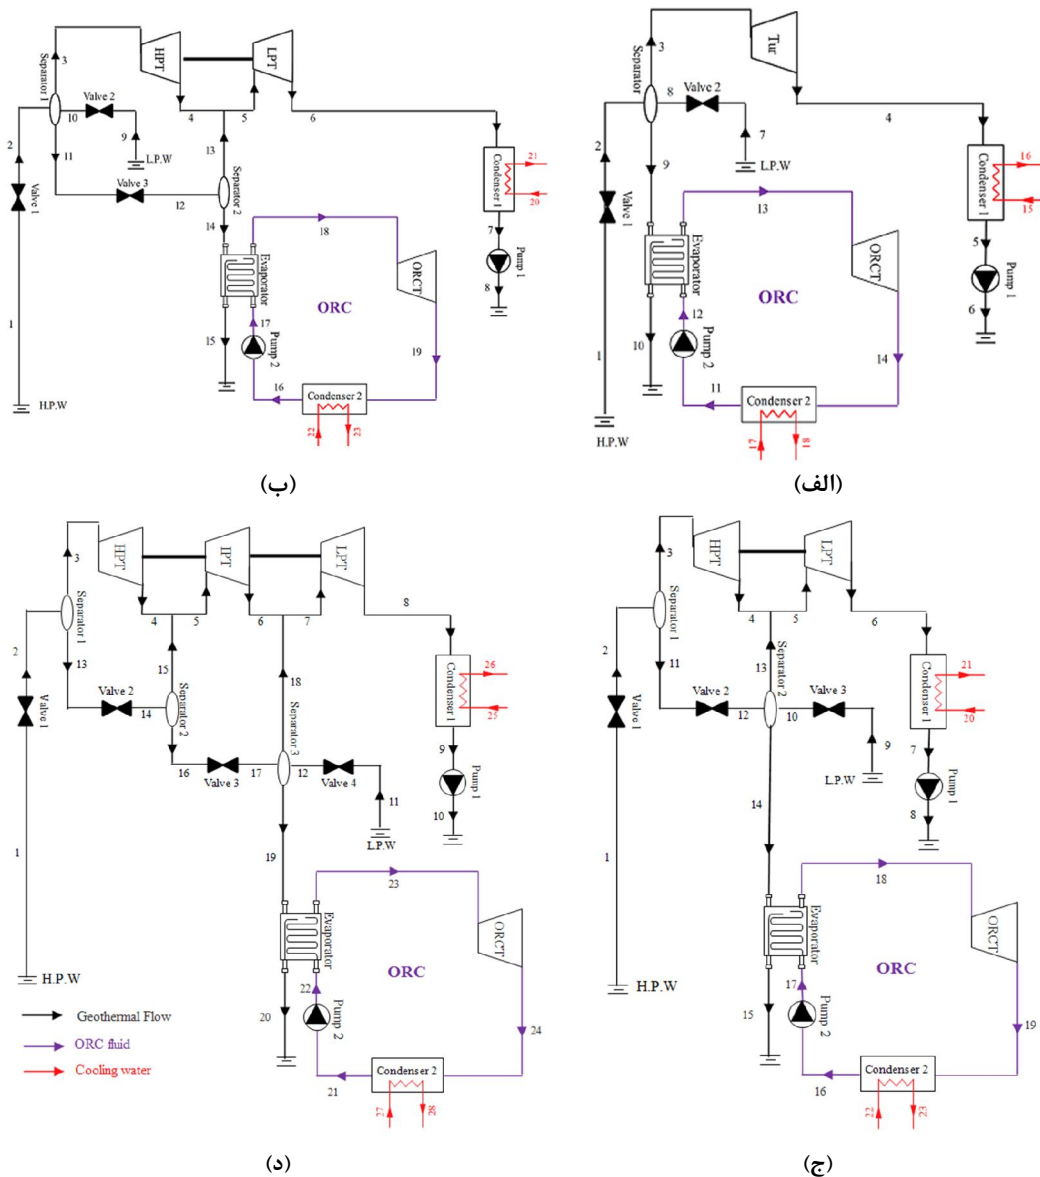 HPT
LPT
Separator 1
3
10
Valve 2
4
5
6
2
9
L.P.W
11
13
21
Condenser 1
20
Valve 1
Valve 3
12
Separator 2
14
18
7
Pump 1
8
Evaporator
ORCT
ORC
1
17
15
Pump 2
19
16
Condenser 2
H.P.W
22
23
(ب)
Tur
3
Separator
8
Valve 2
4
2
7
L.P.W
9
16
Condenser 1
15
Valve 1
13
5
Pump 1
6
Evaporator
ORCT
ORC
12
1
10
Pump 2
14
11
Condenser 2
H.P.W
17
18
(الف)
HPT
IPT
LPT
3
Separator 1
4
5
6
7
8
2
13
15
26
Condenser 1
25
Valve 1
Valve 2
14
Separator 2
18
Separator 3
16
Valve 3
17
12
Valve 4
9
Pump 1
10
11
L.P.W
19
1
23
Evaporator
ORCT
ORC
H.P.W
22
20
Pump 2
24
21
Condenser 2
27
28
Geothermal Flow
ORC fluid
Cooling water
(د)
HPT
LPT
3
Separator 1
4
5
6
2
11
13
Separator 2
21
Condenser 1
20
Valve 1
Valve 2
12
10
Valve 3
9
L.P.W
7
Pump 1
8
14
1
18
Evaporator
ORCT
ORC
H.P.W
17
15
Pump 2
19
16
Condenser 2
22
23
(ج)